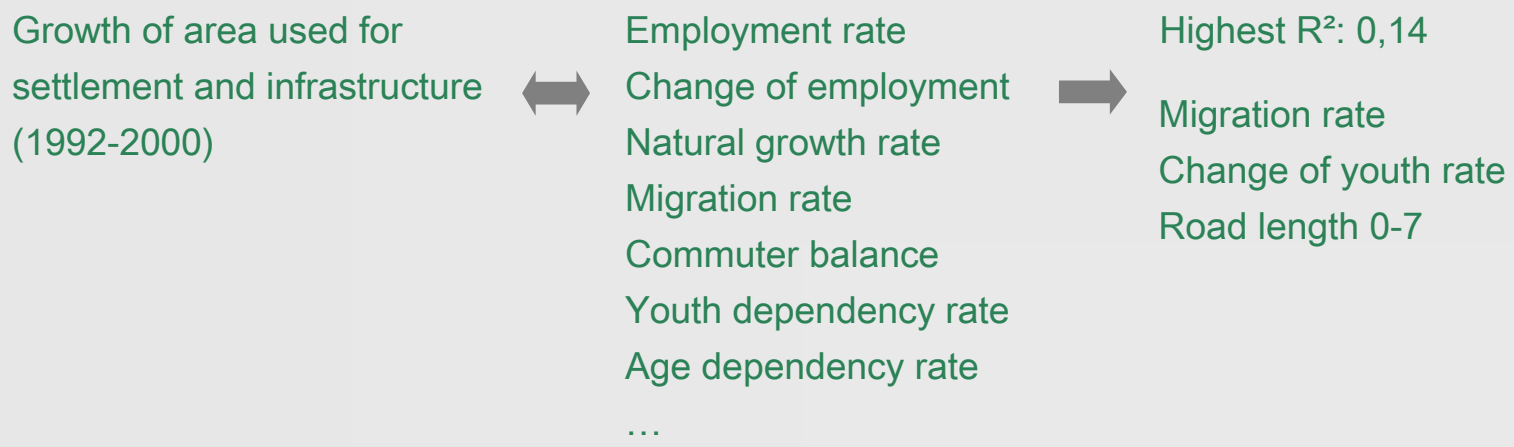 Growth of area used for
settlement and infrastructure
(1992-2000)
Employment rate
Change of employment
Natural growth rate
Migration rate
Commuter balance
Youth dependency rate
Age dependency rate
…
Highest R²: 0,14
Migration rate
Change of youth rate
Road length 0-7